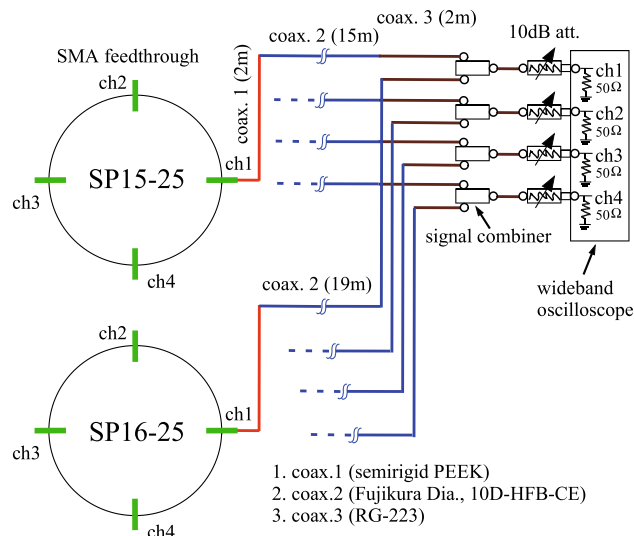 coax. 3 (2m)
coax. 2 (15m)
10dB att.
SMA feedthrough
coax. 1 (2m)
ch2
SP15-25
ch1
ch3
ch4
ch1
50Ω
ch2
50Ω
ch3
50Ω
ch4
50Ω
signal combiner
wideband
oscilloscope
coax. 2 (19m)
ch2
SP16-25
ch1
ch3
ch4
1. coax.1 (semirigid PEEK)
2. coax.2 (Fujikura Dia., 10D-HFB-CE)
3. coax.3 (RG-223)